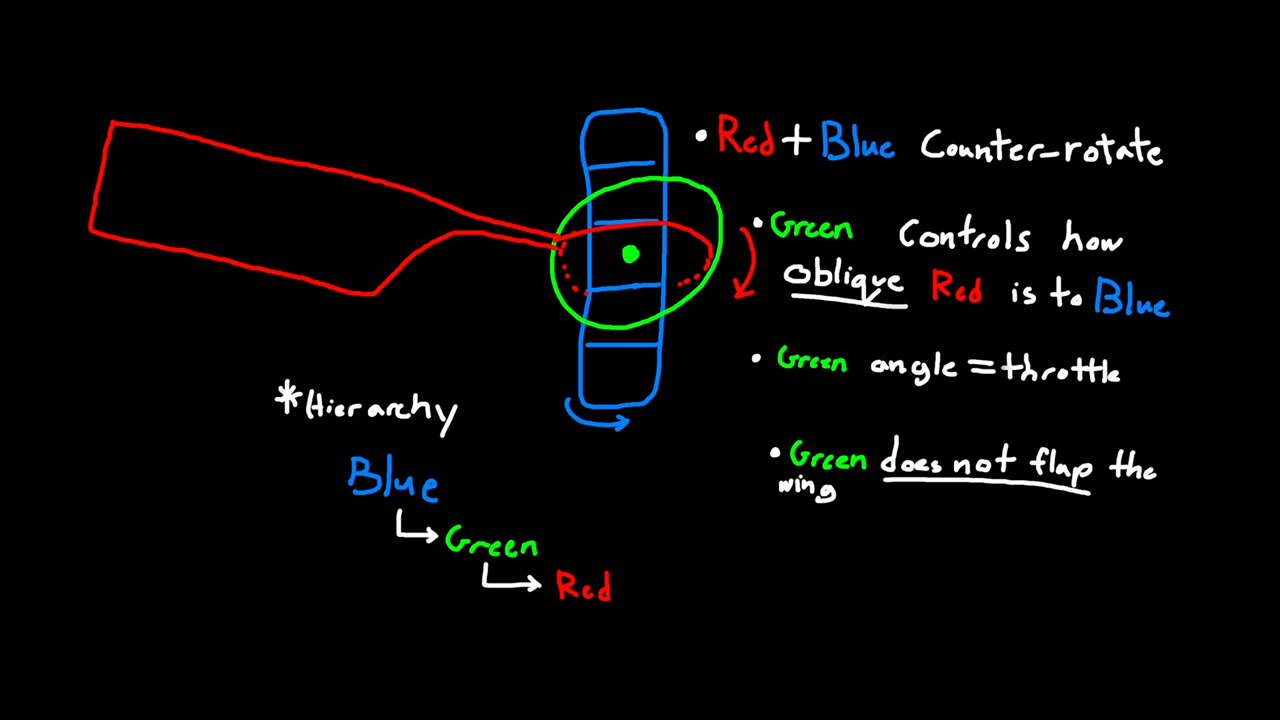 • Red + Blue Counter-rotate
• Green Controls how
oblique Red is to Blue
• Green angle = throttle
• Green does not flap the
wing
*Hierarchy
Blue
Green
Red